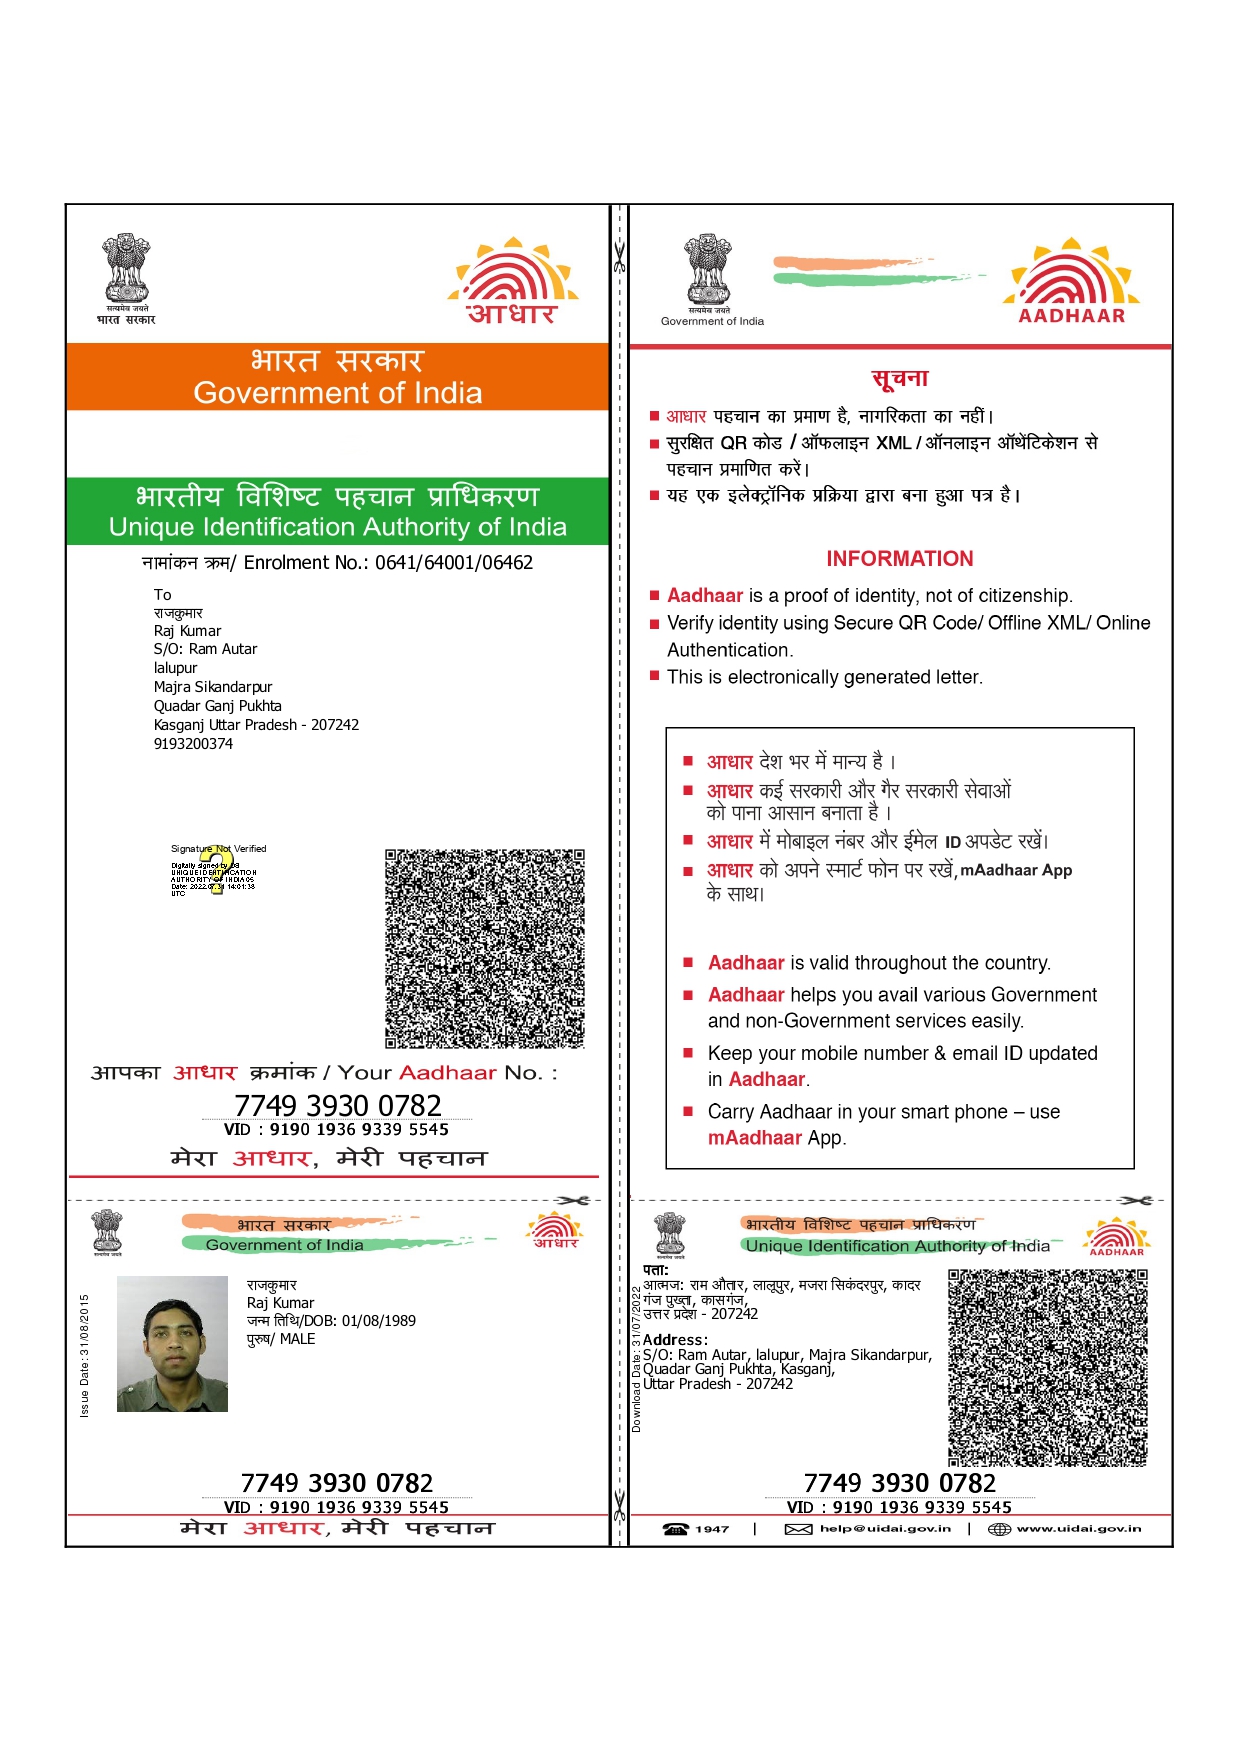 सत्यमेव जयते
भारत सरकार
आधार
भारत सरकार
Government of India
भारतीय विशिष्ट पहचान प्राधिकरण
Unique Identification Authority of India
नामांकन क्रम/ Enrolment No.: 0641/64001/06462
To
राजकुमार
Raj Kumar
S/O: Ram Autar
lalupur
Majra Sikandarpur
Quadar Ganj Pukhta
Kasganj Uttar Pradesh - 207242
9193200374
Signature Not Verified
Digitally signed by DS
UNIQUE IDENTIFICATION
AUTHORITY OF INDIA 05
Date: 2022.07.31 14:01:38
UTC
आपका आधार क्रमांक / Your Aadhaar No. :
7749 3930 0782
VID : 9190 1936 9339 5545
मेरा आधार, मेरी पहचान
सत्यमेव जयते
भारत सरकार
Government of India
आधार
Issue Date: 31/08/2015
राजकुमार
Raj Kumar
जन्म तिथि/DOB: 01/08/1989
पुरुष/ MALE
7749 3930 0782
VID : 9190 1936 9339 5545
मेरा आधार, मेरी पहचान
सत्यमेव जयते
Government of India
AADHAAR
सूचना
आधार पहचान का प्रमाण है, नागरिकता का नहीं।
सुरक्षित QR कोड / ऑफलाइन XML / ऑनलाइन ऑथेंटिकेशन से
पहचान प्रमाणित करें।
यह एक इलेक्ट्रॉनिक प्रक्रिया द्वारा बना हुआ पत्र है।
INFORMATION
Aadhaar is a proof of identity, not of citizenship.
Verify identity using Secure QR Code/ Offline XML/ Online
Authentication.
This is electronically generated letter.
आधार देश भर में मान्य है ।
आधार कई सरकारी और गैर सरकारी सेवाओं
को पाना आसान बनाता है ।
आधार में मोबाइल नंबर और ईमेल ID अपडेट रखें।
आधार को अपने स्मार्ट फोन पर रखें, mAadhaar App
के साथ।
Aadhaar is valid throughout the country.
Aadhaar helps you avail various Government
and non-Government services easily.
Keep your mobile number & email ID updated
in Aadhaar.
Carry Aadhaar in your smart phone – use
mAadhaar App.
सत्यमेव जयते
भारतीय विशिष्ट पहचान प्राधिकरण
Unique Identification Authority of India
AADHAAR
Download Date: 31/07/2022
पता:
आत्मज: राम औतार, लालूपुर, मजरा सिकंदरपुर, कादर
गंज पुख्ता, कासगंज,
उत्तर प्रदेश - 207242
Address:
S/O: Ram Autar, lalupur, Majra Sikandarpur,
Quadar Ganj Pukhta, Kasganj,
Uttar Pradesh - 207242
7749 3930 0782
VID : 9190 1936 9339 5545
1947 | help@uidai.gov.in | www.uidai.gov.in